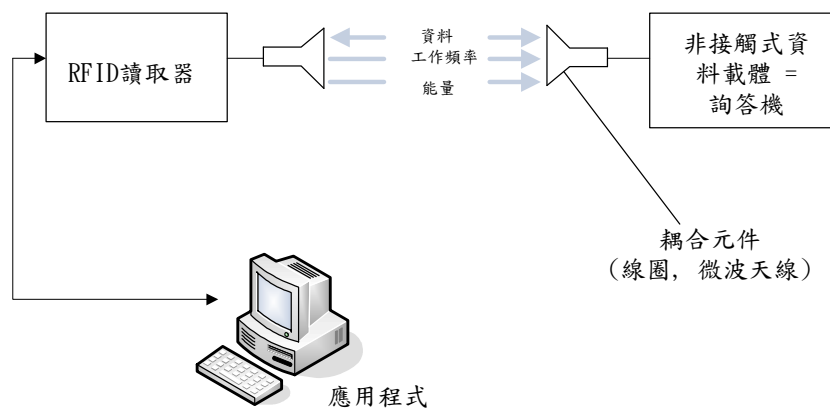 RFID讀取器
資料
工作頻率
能量
非接觸式資
料載體 =
詢答機
耦合元件
(線圈, 微波天線)
應用程式